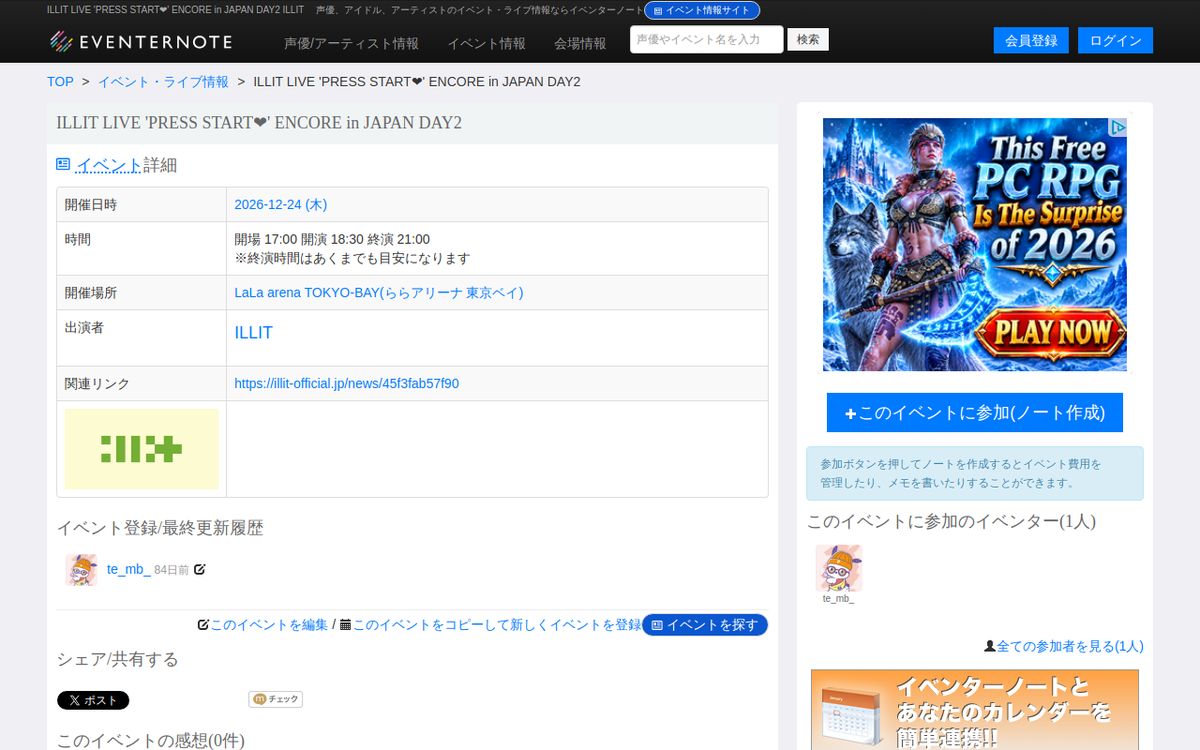 ILLIT LIVE 'PRESS START❤' ENCORE in JAPAN DAY2 ILLIT 声優、アイドル、アーティストのイベント・ライブ情報ならイベンターノート イベント情報サイト
EVENTERNOTE 声優/アーティスト情報 イベント情報 会場情報 声優やイベント名を入力 検索 会員登録 ログイン
TOP > イベント・ライブ情報 > ILLIT LIVE 'PRESS START❤' ENCORE in JAPAN DAY2
ILLIT LIVE 'PRESS START❤' ENCORE in JAPAN DAY2
イベント詳細
開催日時 2026-12-24 (木)
時間 開場 17:00 開演 18:30 終演 21:00
※終演時間はあくまでも目安になります
開催場所 LaLa arena TOKYO-BAY(ららアリーナ 東京ベイ)
出演者 ILLIT
関連リンク https://illit-official.jp/news/45f3fab57f90
イベント登録/最終更新履歴
te_mb_ 84日前
このイベントを編集 / このイベントをコピーして新しくイベントを登録 イベントを探す
シェア/共有する
ポスト
チェック
このイベントの感想(0件)
This Free
PC RPG
Is The Surprise
of 2026
PLAY NOW
+このイベントに参加(ノート作成)
参加ボタンを押してノートを作成するとイベント費用を
管理したり、メモを書いたりすることができます。
このイベントに参加のイベンター(1人)
te_mb_
全ての参加者を見る(1人)
イベンターノートと
あなたのカレンダーを
簡単連携!!